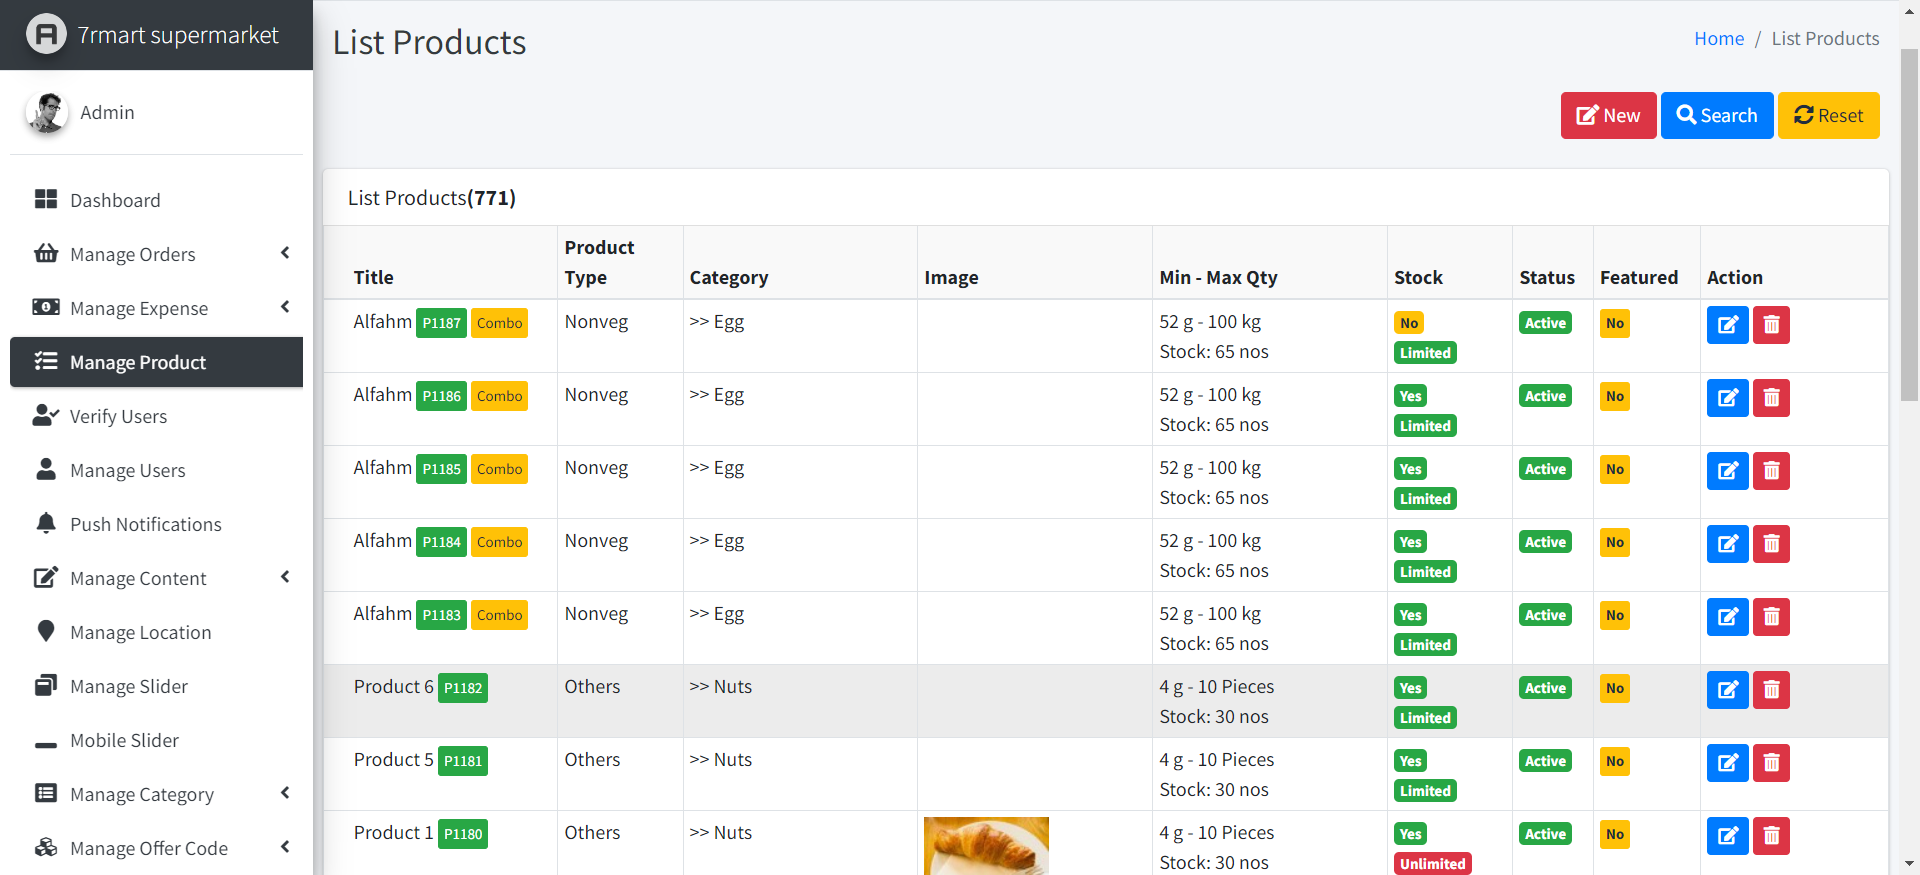 7rmart supermarket
Admin
Dashboard
Manage Orders
Manage Expense
Manage Product
Verify Users
Manage Users
Push Notifications
Manage Content
Manage Location
Manage Slider
Mobile Slider
Manage Category
Manage Offer Code
List Products
Home / List Products
New Search Reset
List Products(771)
Title Product Type Category Image Min - Max Qty Stock Status Featured Action
Alfahm P1187 Combo Nonveg >> Egg 52 g - 100 kg No Active No
Stock: 65 nos Limited
Alfahm P1186 Combo Nonveg >> Egg 52 g - 100 kg Yes Active No
Stock: 65 nos Limited
Alfahm P1185 Combo Nonveg >> Egg 52 g - 100 kg Yes Active No
Stock: 65 nos Limited
Alfahm P1184 Combo Nonveg >> Egg 52 g - 100 kg Yes Active No
Stock: 65 nos Limited
Alfahm P1183 Combo Nonveg >> Egg 52 g - 100 kg Yes Active No
Stock: 65 nos Limited
Product 6 P1182 Others >> Nuts 4 g - 10 Pieces Yes Active No
Stock: 30 nos Limited
Product 5 P1181 Others >> Nuts 4 g - 10 Pieces Yes Active No
Stock: 30 nos Limited
Product 1 P1180 Others >> Nuts 4 g - 10 Pieces Yes Active No
Stock: 30 nos Unlimited